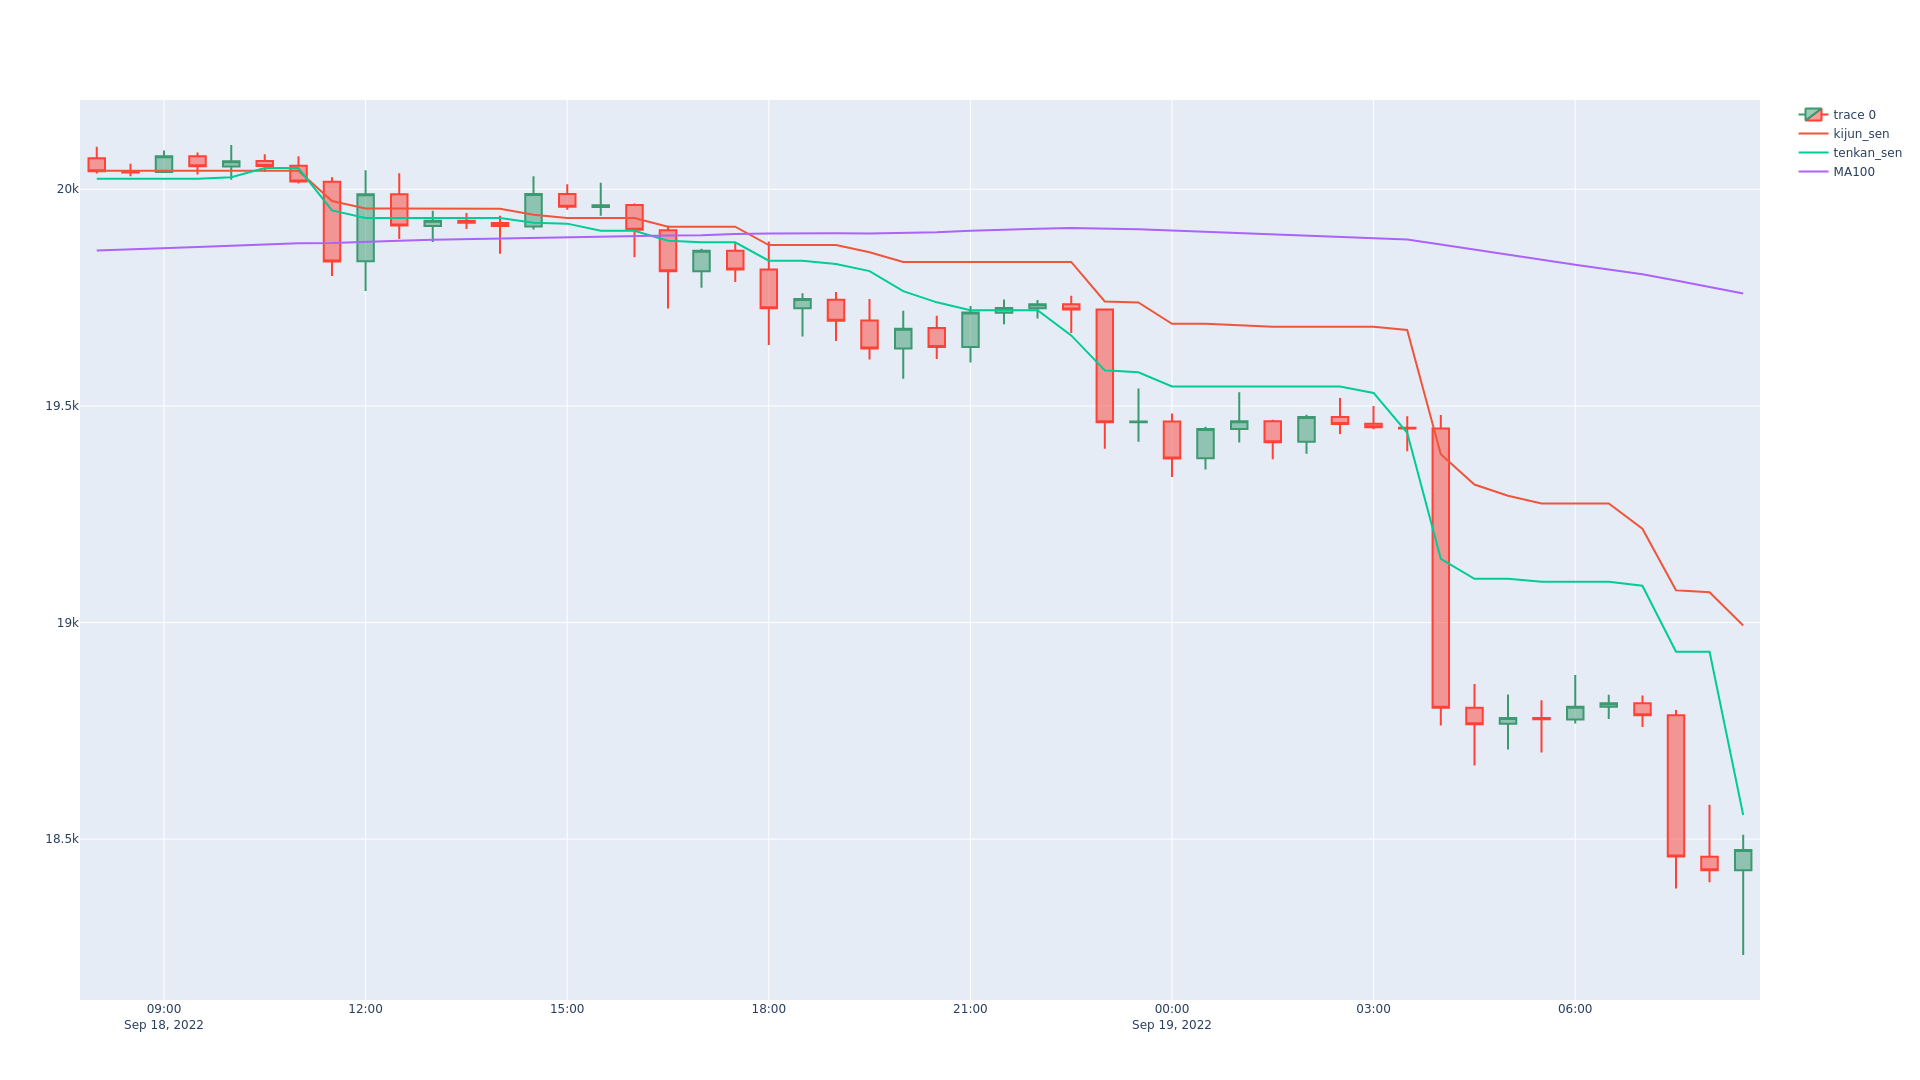 trace 0
kijun_sen
tenkan_sen
MA100
20k
19.5k
19k
18.5k
09:00 12:00 15:00 18:00 21:00 00:00 03:00 06:00
Sep 18, 2022 Sep 19, 2022